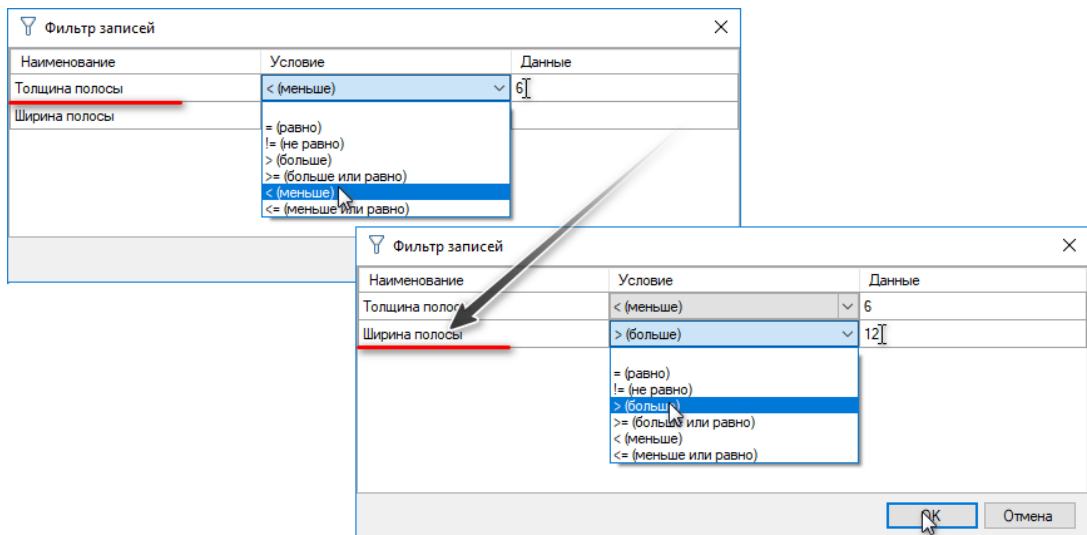 Фильтр записей
Наименование Условие Данные
Толщина полосы < (меньше) 6
Ширина полосы
= (равно)
!= (не равно)
> (больше)
>= (больше или равно)
< (меньше)
<= (меньше или равно)
Фильтр записей
Наименование Условие Данные
Толщина полос < (меньше) 6
Ширина полосы > (больше) 12
= (равно)
!= (не равно)
> (больше)
>= (больше или равно)
< (меньше)
<= (меньше или равно)
OK Отмена